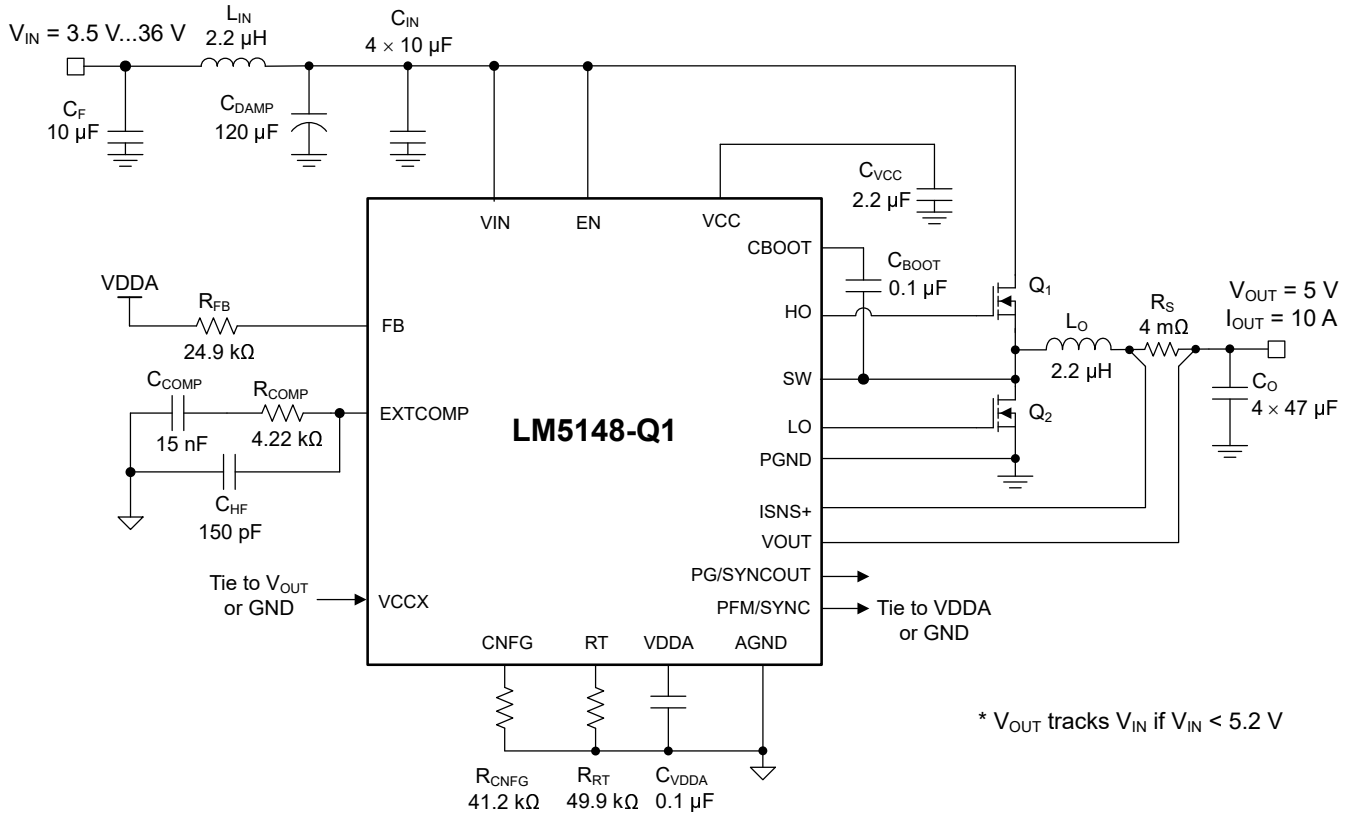 V_IN = 3.5 V...36 V
L_IN
2.2 µH
C_IN
4 × 10 µF
C_F
10 µF
C_DAMP
120 µF
C_VCC
2.2 µF
VIN
EN
VCC
CBOOT
C_BOOT
0.1 µF
VDDA
R_FB
24.9 kΩ
FB
HO
Q_1
V_OUT = 5 V
I_OUT = 10 A
R_S
4 mΩ
L_O
2.2 µH
SW
C_COMP
15 nF
R_COMP
4.22 kΩ
EXTCOMP
LM5148-Q1
LO
Q_2
C_O
4 × 47 µF
PGND
C_HF
150 pF
ISNS+
VOUT
PG/SYNCOUT
Tie to V_OUT
or GND
VCCX
PFM/SYNC
Tie to VDDA
or GND
CNFG
RT
VDDA
AGND
* V_OUT tracks V_IN if V_IN < 5.2 V
R_CNFG
41.2 kΩ
R_RT
49.9 kΩ
C_VDDA
0.1 µF